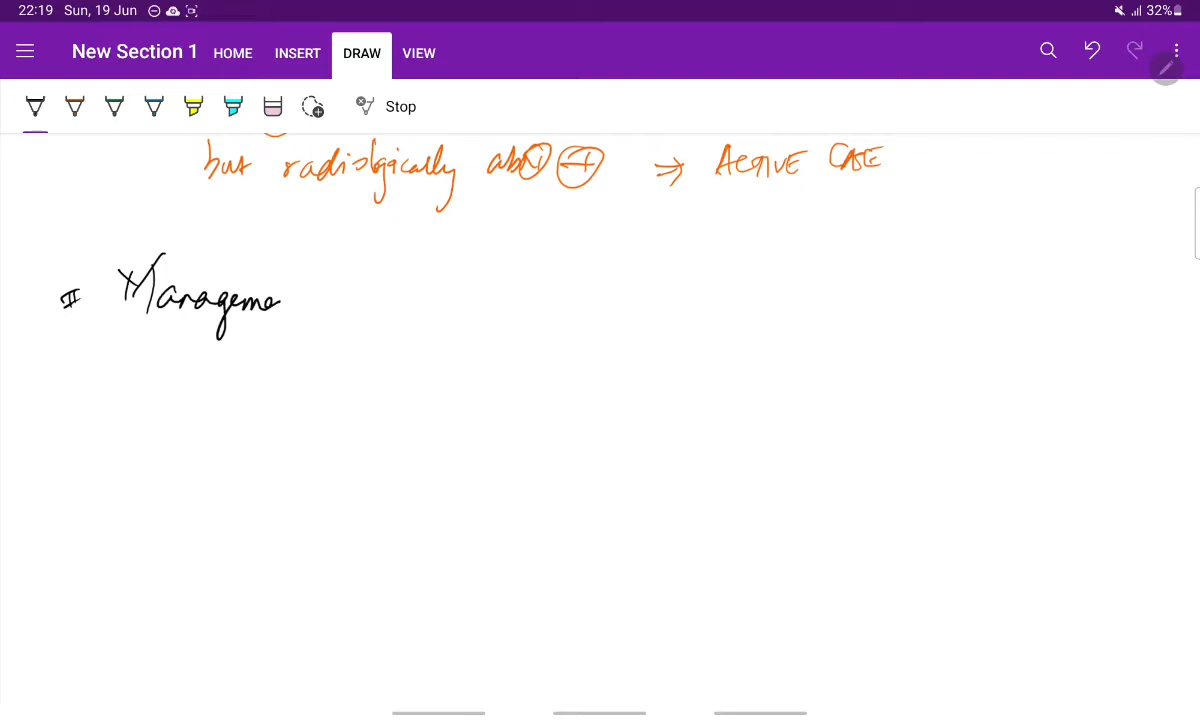 22:19 Sun, 19 Jun 32%
New Section 1 HOME INSERT DRAW VIEW
Stop
but radiologically abN + ⇒ ACTIVE CASE
II Manageme